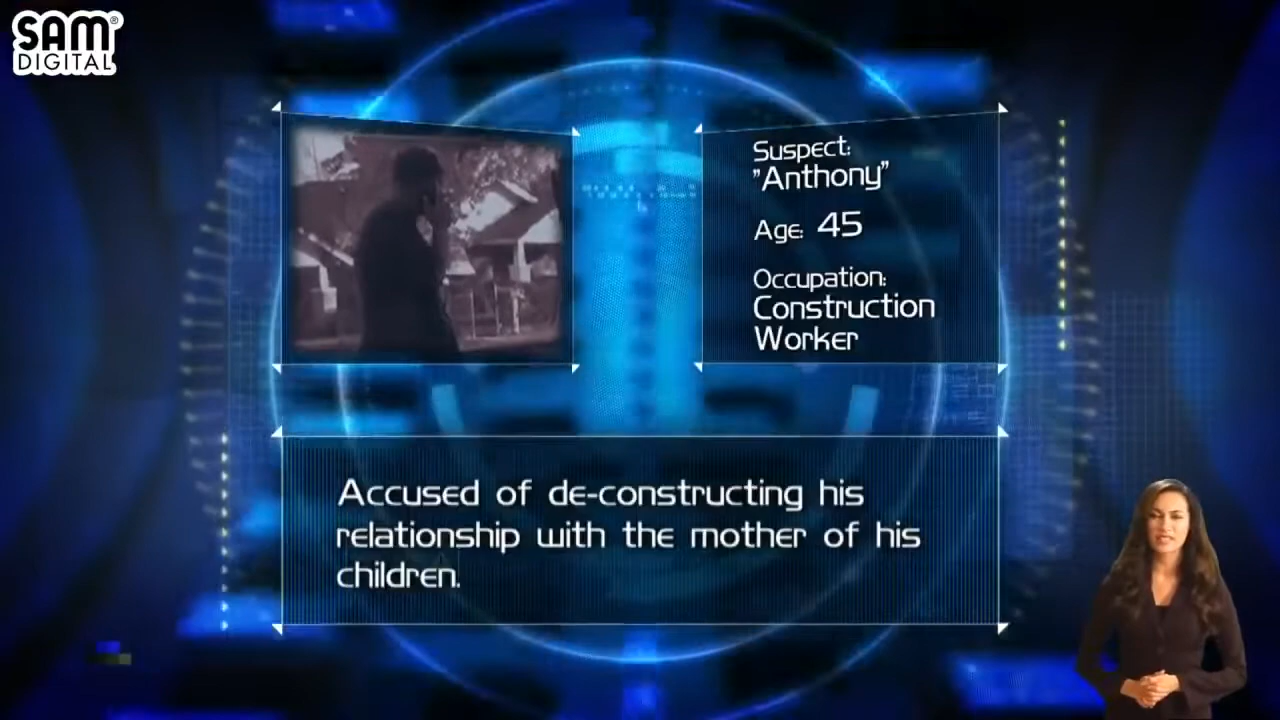 SAM®
DIGITAL
Suspect:
"Anthony"
Age: 45
Occupation:
Construction
Worker
Accused of de-constructing his
relationship with the mother of his
children.